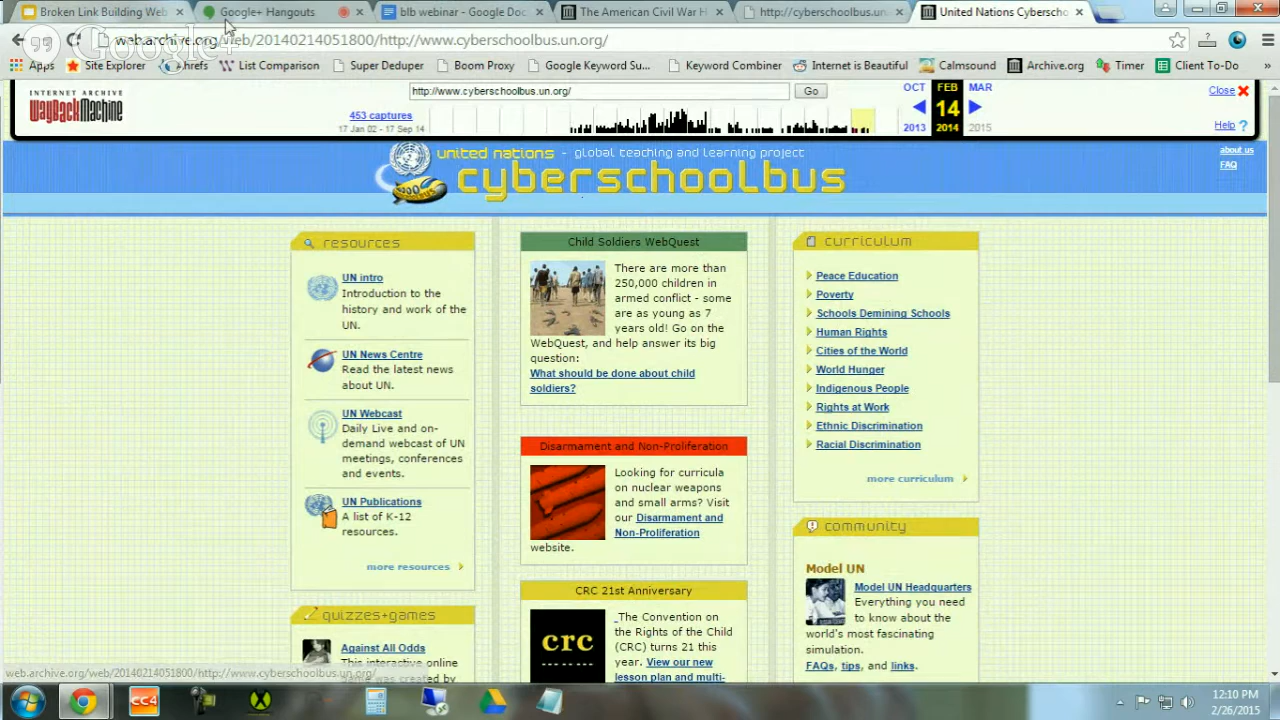 Broken Link Building Web
Google+ Hangouts
blb webinar - Google Doc
The American Civil War H
http://cyberschoolbus.un
United Nations Cyberscho
web.archive.org/web/20140214051800/http://www.cyberschoolbus.un.org/
Google+
Apps
Site Explorer
Ahrefs
List Comparison
Super Deduper
Boom Proxy
Google Keyword Su...
Keyword Combiner
Internet is Beautiful
Calmsound
Archive.org
Timer
Client To-Do
»
INTERNET ARCHIVE
WayBackMachine
http://www.cyberschoolbus.un.org/
Go
453 captures
17 Jan 02 - 17 Sep 14
OCT
FEB
MAR
14
2013
2014
2015
Close
Help ?
united nations - global teaching and learning project
cyberschoolbus
about us
FAQ
resources
UN intro
Introduction to the
history and work of the
UN.
UN News Centre
Read the latest news
about UN.
UN Webcast
Daily Live and on-
demand webcast of UN
meetings, conferences
and events.
UN Publications
A list of K-12
resources.
more resources
quizzes+games
Against All Odds
This interactive online
game was created by
Child Soldiers WebQuest
There are more than
250,000 children in
armed conflict - some
are as young as 7
years old! Go on the
WebQuest, and help answer its big
question:
What should be done about child
soldiers?
Disarmament and Non-Proliferation
Looking for curricula
on nuclear weapons
and small arms? Visit
our Disarmament and
Non-Proliferation
website.
CRC 21st Anniversary
crc
The Convention on
the Rights of the Child
(CRC) turns 21 this
year. View our new
lesson plan and multi-
curriculum
Peace Education
Poverty
Schools Demining Schools
Human Rights
Cities of the World
World Hunger
Indigenous People
Rights at Work
Ethnic Discrimination
Racial Discrimination
more curriculum
community
Model UN
Model UN Headquarters
Everything you need
to know about the
world's most fascinating
simulation.
FAQs, tips, and links.
web.archive.org/web/20140214051800/http://www.cyberschoolbus.un.org/
CC4
12:10 PM
2/26/2015